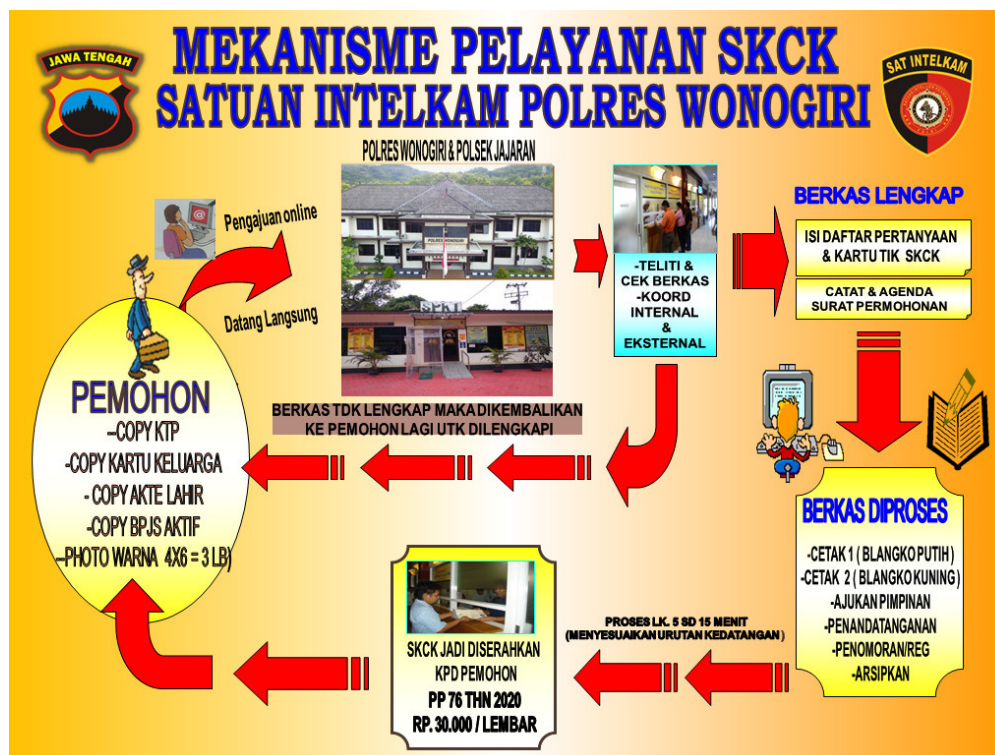 MEKANISME PELAYANAN SKCK
SATUAN INTELKAM POLRES WONOGIRI
JAWA TENGAH
SAT INTELKAM
POLRES WONOGIRI & POLSEK JAJARAN
Pengajuan online
Datang Langsung
POLRES WONOGIRI
SPKT
-TELITI &
CEK BERKAS
-KOORD
INTERNAL
&
EKSTERNAL
BERKAS LENGKAP
ISI DAFTAR PERTANYAAN
& KARTU TIK SKCK
CATAT & AGENDA
SURAT PERMOHONAN
BERKAS TDK LENGKAP MAKA DIKEMBALIKAN
KE PEMOHON LAGI UTK DILENGKAPI
PEMOHON
–COPY KTP
-COPY KARTU KELUARGA
- COPY AKTE LAHIR
-COPY BPJS AKTIF
–PHOTO WARNA 4X6 = 3 LB)
BERKAS DIPROSES
-CETAK 1 ( BLANGKO PUTIH)
-CETAK 2 ( BLANGKO KUNING)
-AJUKAN PIMPINAN
-PENANDATANGANAN
-PENOMORAN/REG
-ARSIPKAN
PROSES LK. 5 SD 15 MENIT
(MENYESUAIKAN URUTAN KEDATANGAN )
SKCK JADI DISERAHKAN
KPD PEMOHON
PP 76 THN 2020
RP. 30.000 / LEMBAR